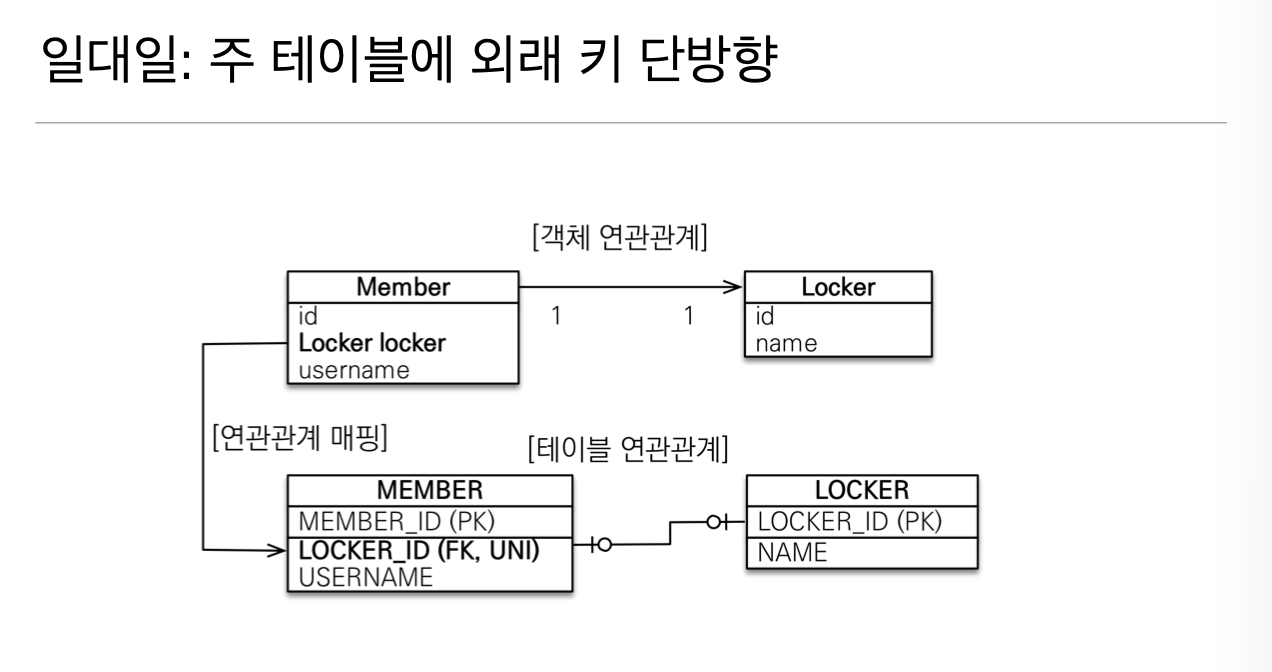 일대일: 주 테이블에 외래 키 단방향
[객체 연관관계]
Member
id
Locker locker
username
1
1
Locker
id
name
[연관관계 매핑]
[테이블 연관관계]
MEMBER
MEMBER_ID (PK)
LOCKER_ID (FK, UNI)
USERNAME
LOCKER
LOCKER_ID (PK)
NAME